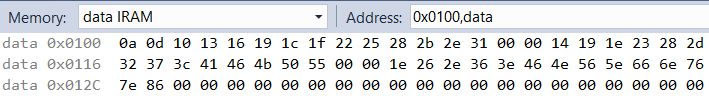 Memory: data IRAM Address: 0x0100,data
data 0x0100 0a 0d 10 13 16 19 1c 1f 22 25 28 2b 2e 31 00 00 14 19 1e 23 28 2d
data 0x0116 32 37 3c 41 46 4b 50 55 00 00 1e 26 2e 36 3e 46 4e 56 5e 66 6e 76
data 0x012C 7e 86 00 00 00 00 00 00 00 00 00 00 00 00 00 00 00 00 00 00 00 00